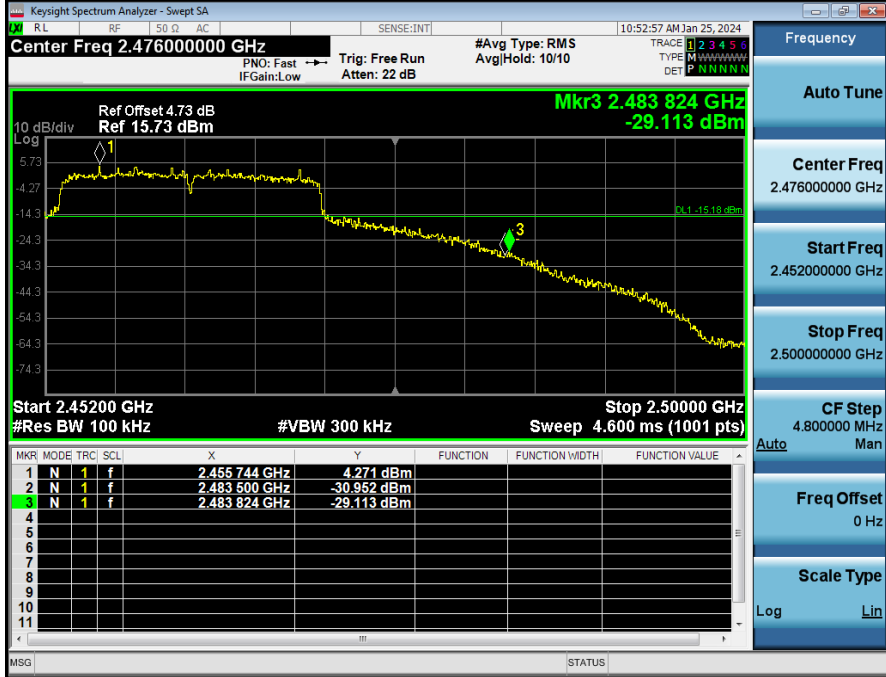 Keysight Spectrum Analyzer - Swept SA
LXI RL RF 50 Ω AC SENSE:INT 10:52:57 AM Jan 25, 2024
Center Freq 2.476000000 GHz
PNO: Fast
IFGain:Low
Trig: Free Run
Atten: 22 dB
#Avg Type: RMS
Avg|Hold: 10/10
TRACE 1 2 3 4 5 6
TYPE M WWWWW
DET P N N N N N
Mkr3 2.483 824 GHz
-29.113 dBm
Ref Offset 4.73 dB
10 dB/div Ref 15.73 dBm
Log
1
5.73
-4.27
-14.3
DL1 -15.18 dBm
3
-24.3
-34.3
-44.3
-54.3
-64.3
-74.3
Start 2.45200 GHz Stop 2.50000 GHz
#Res BW 100 kHz #VBW 300 kHz Sweep 4.600 ms (1001 pts)
MKR MODE TRC SCL X Y FUNCTION FUNCTION WIDTH FUNCTION VALUE
1 N 1 f 2.455 744 GHz 4.271 dBm
2 N 1 f 2.483 500 GHz -30.952 dBm
3 N 1 f 2.483 824 GHz -29.113 dBm
4
5
6
7
8
9
10
11
MSG STATUS
Frequency
Auto Tune
Center Freq
2.476000000 GHz
Start Freq
2.452000000 GHz
Stop Freq
2.500000000 GHz
CF Step
4.800000 MHz
Auto Man
Freq Offset
0 Hz
Scale Type
Log Lin